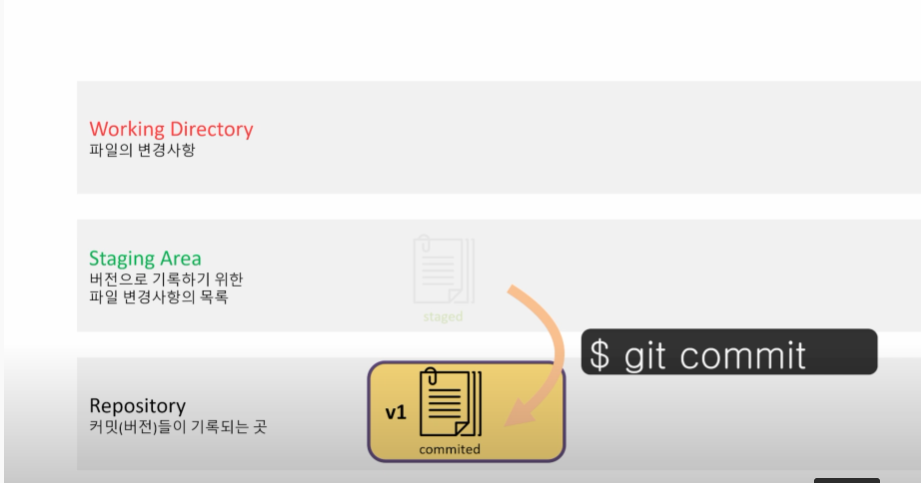 Working Directory
파일의 변경사항
Staging Area
버전으로 기록하기 위한
파일 변경사항의 목록
staged
$ git commit
Repository
커밋(버전)들이 기록되는 곳
v1
commited